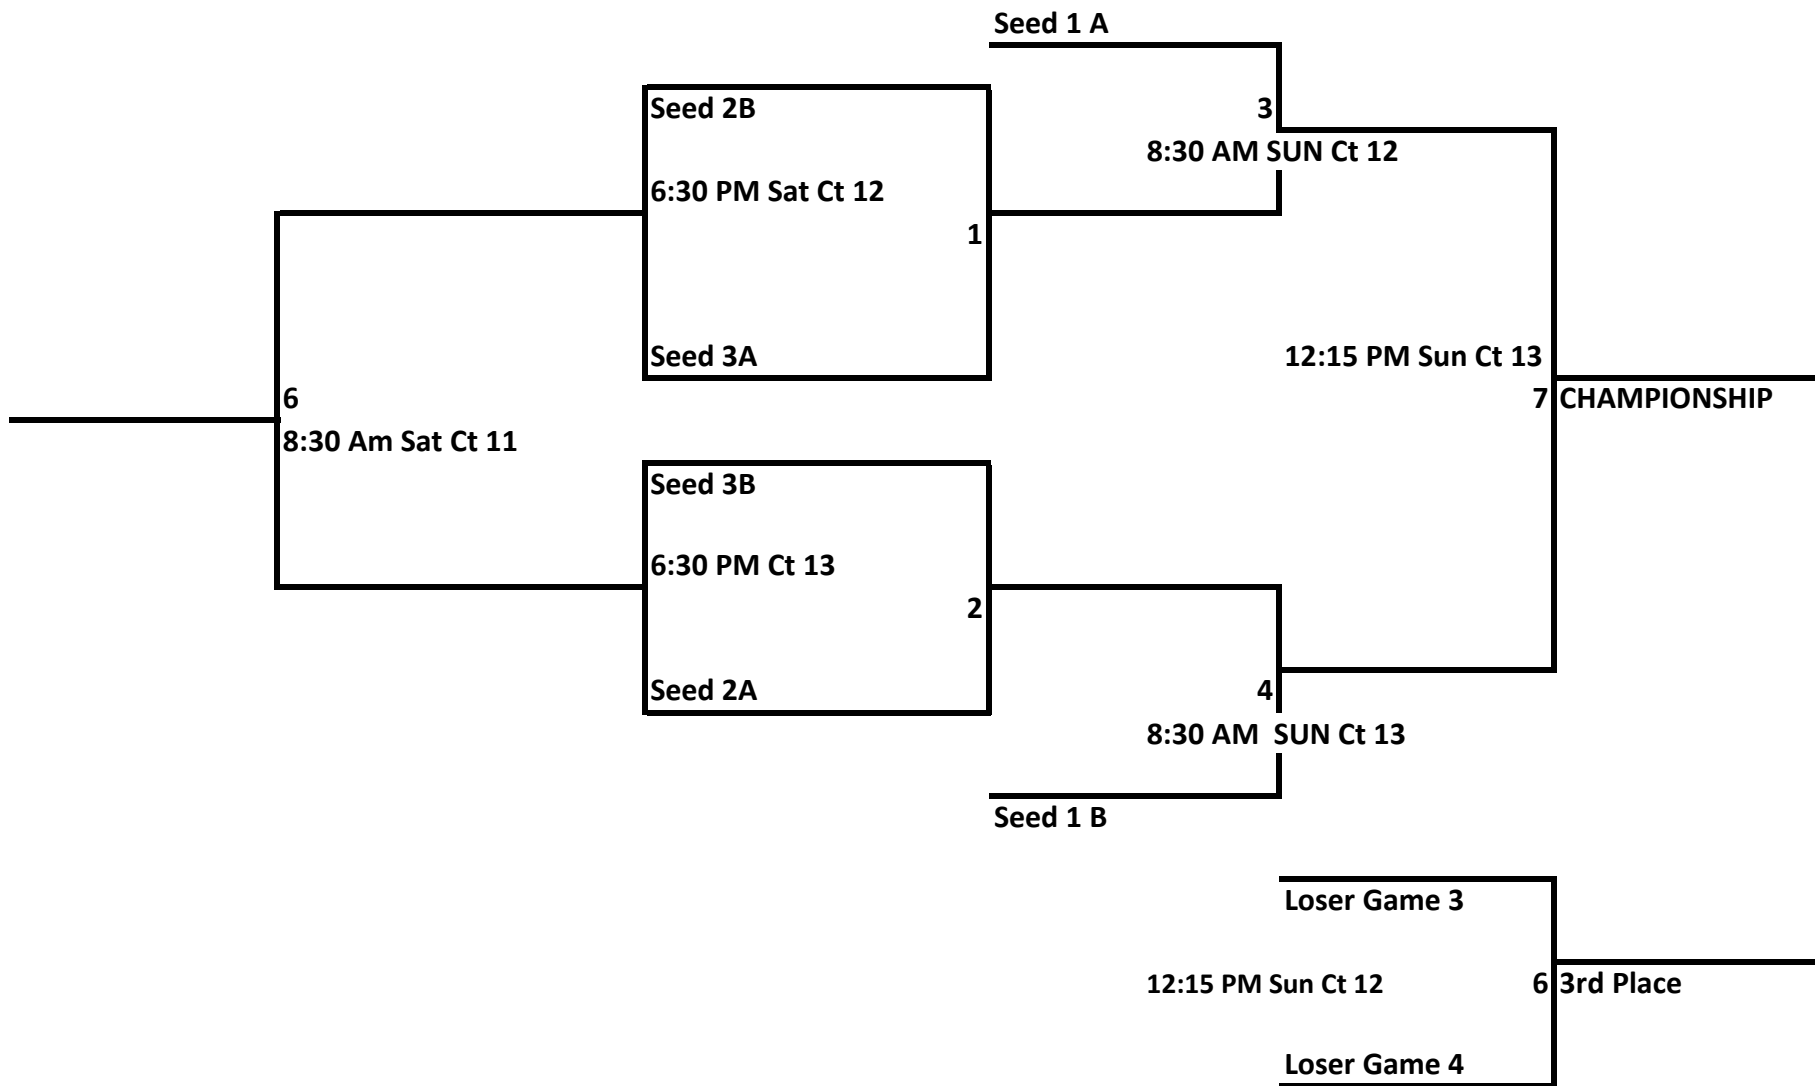 Seed 1 A
Seed 2B
3
8:30 AM SUN Ct 12
6:30 PM Sat Ct 12
1
Seed 3A
12:15 PM Sun Ct 13
6
7 CHAMPIONSHIP
8:30 Am Sat Ct 11
Seed 3B
6:30 PM Ct 13
2
Seed 2A
4
8:30 AM  SUN Ct 13
Seed 1 B
Loser Game 3
12:15 PM Sun Ct 12
6 3rd Place
Loser Game 4